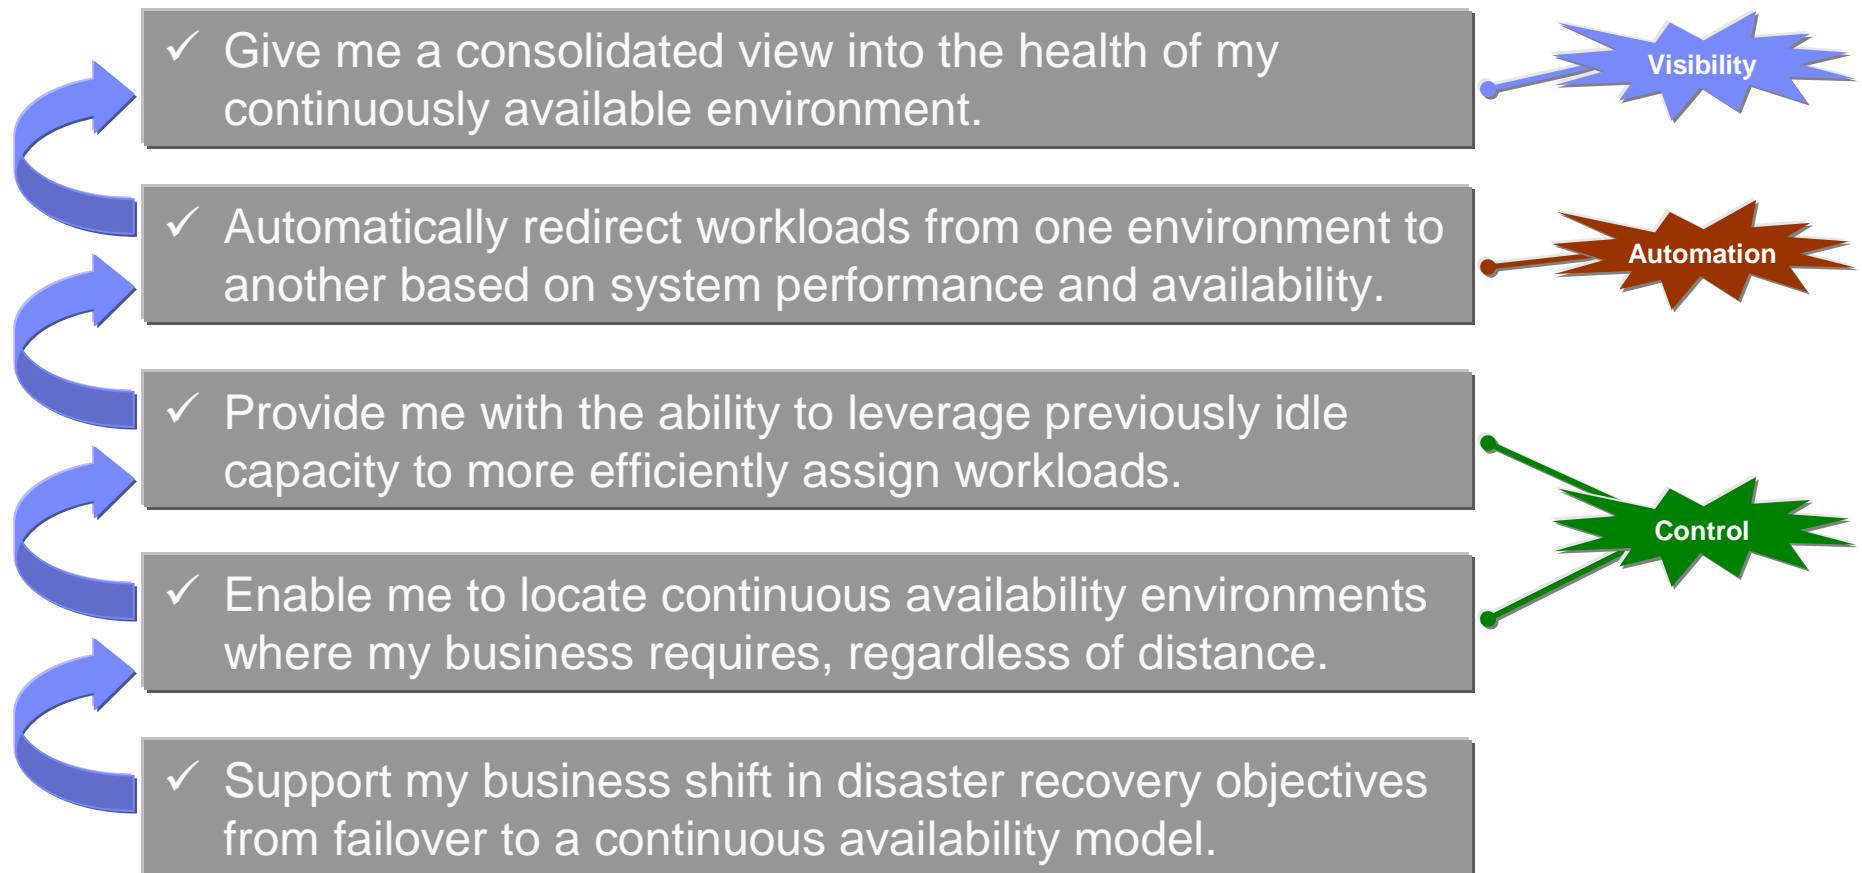 ✓ Give me a consolidated view into the health of my
continuously available environment.
Visibility
✓ Automatically redirect workloads from one environment to
another based on system performance and availability.
Automation
✓ Provide me with the ability to leverage previously idle
capacity to more efficiently assign workloads.
Control
✓ Enable me to locate continuous availability environments
where my business requires, regardless of distance.
✓ Support my business shift in disaster recovery objectives
from failover to a continuous availability model.